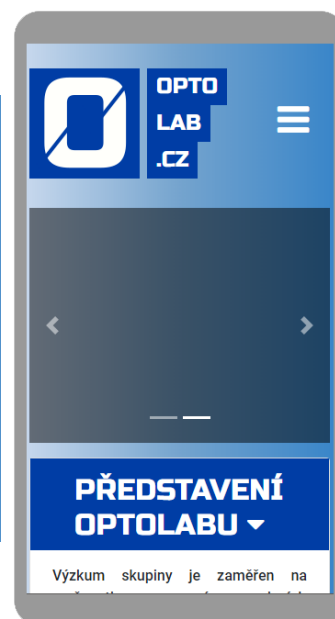 OPTO
LAB
.CZ
PŘEDSTAVENÍ
OPTOLABU
Výzkum skupiny je zaměřen na